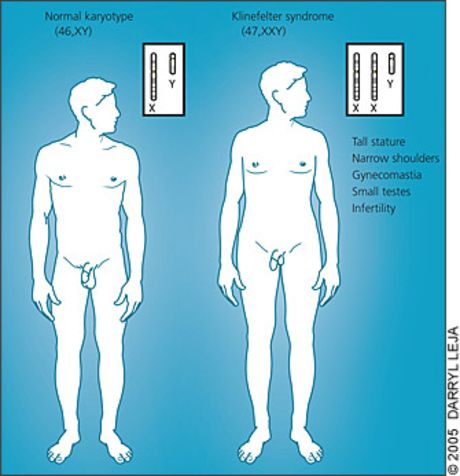 Normal karyotype
(46,XY)
X
Y
Klinefelter syndrome
(47,XXY)
X X
Y
Tall stature
Narrow shoulders
Gynecomastia
Small testes
Infertility
© 2005 DARRYL LEJA